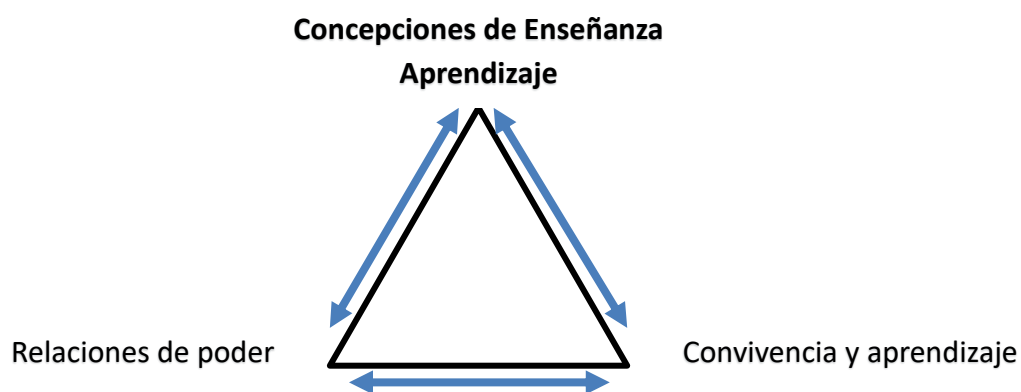 Concepciones de Enseñanza
Aprendizaje
Relaciones de poder
Convivencia y aprendizaje